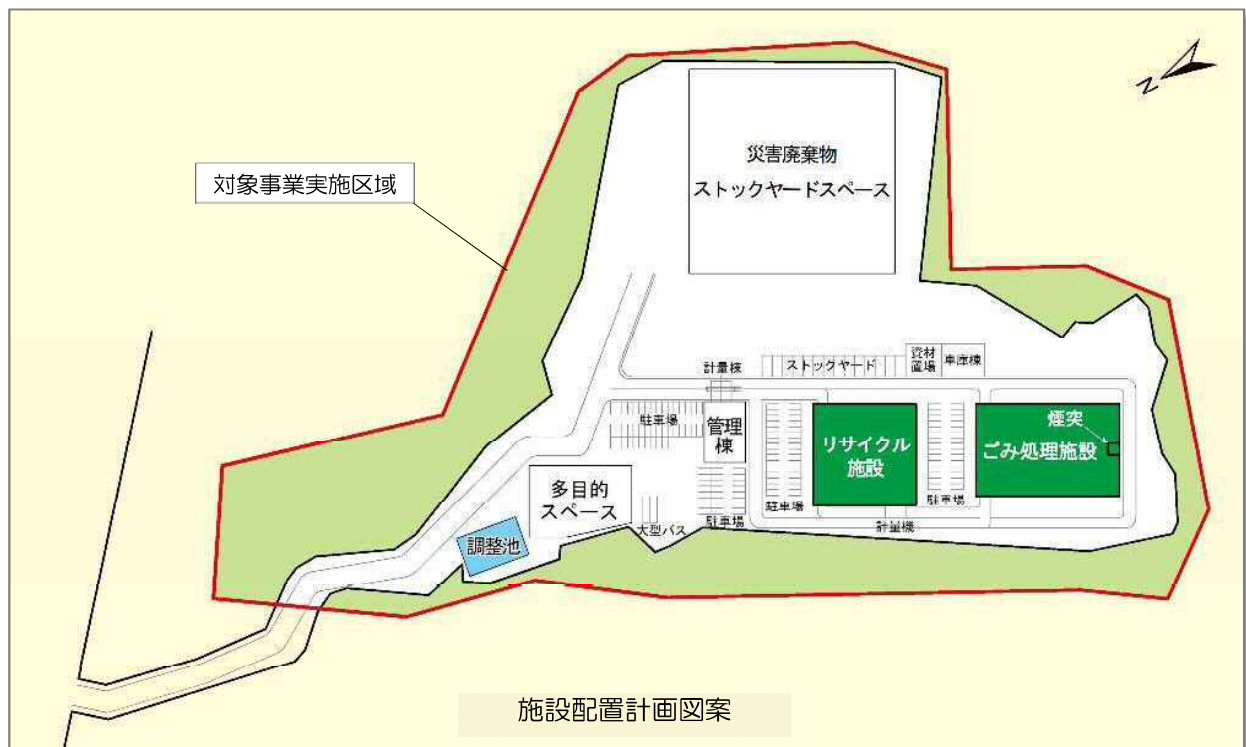 N
災害廃棄物
ストックヤードスペース
対象事業実施区域
計量棟
ストックヤード
資材
置場
車庫棟
駐車場
管理
棟
リサイクル
施設
煙突
ごみ処理施設
多目的
スペース
大型バス
駐車場
駐車場
駐車場
計量機
調整池
施設配置計画図案